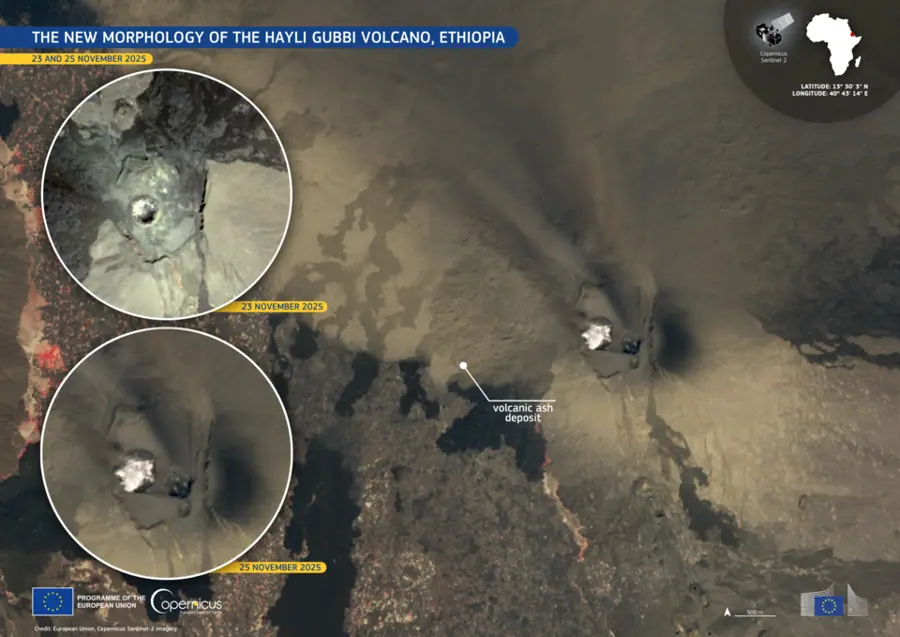 THE NEW MORPHOLOGY OF THE HAYLI GUBBI VOLCANO, ETHIOPIA
23 AND 25 NOVEMBER 2025
Copernicus
Sentinel-2
LATITUDE: 13° 30' 3" N
LONGITUDE: 40° 43' 14" E
23 NOVEMBER 2025
volcanic ash
deposit
25 NOVEMBER 2025
PROGRAMME OF THE
EUROPEAN UNION
Copernicus
500 m
Credit: European Union, Copernicus Sentinel-2 imagery